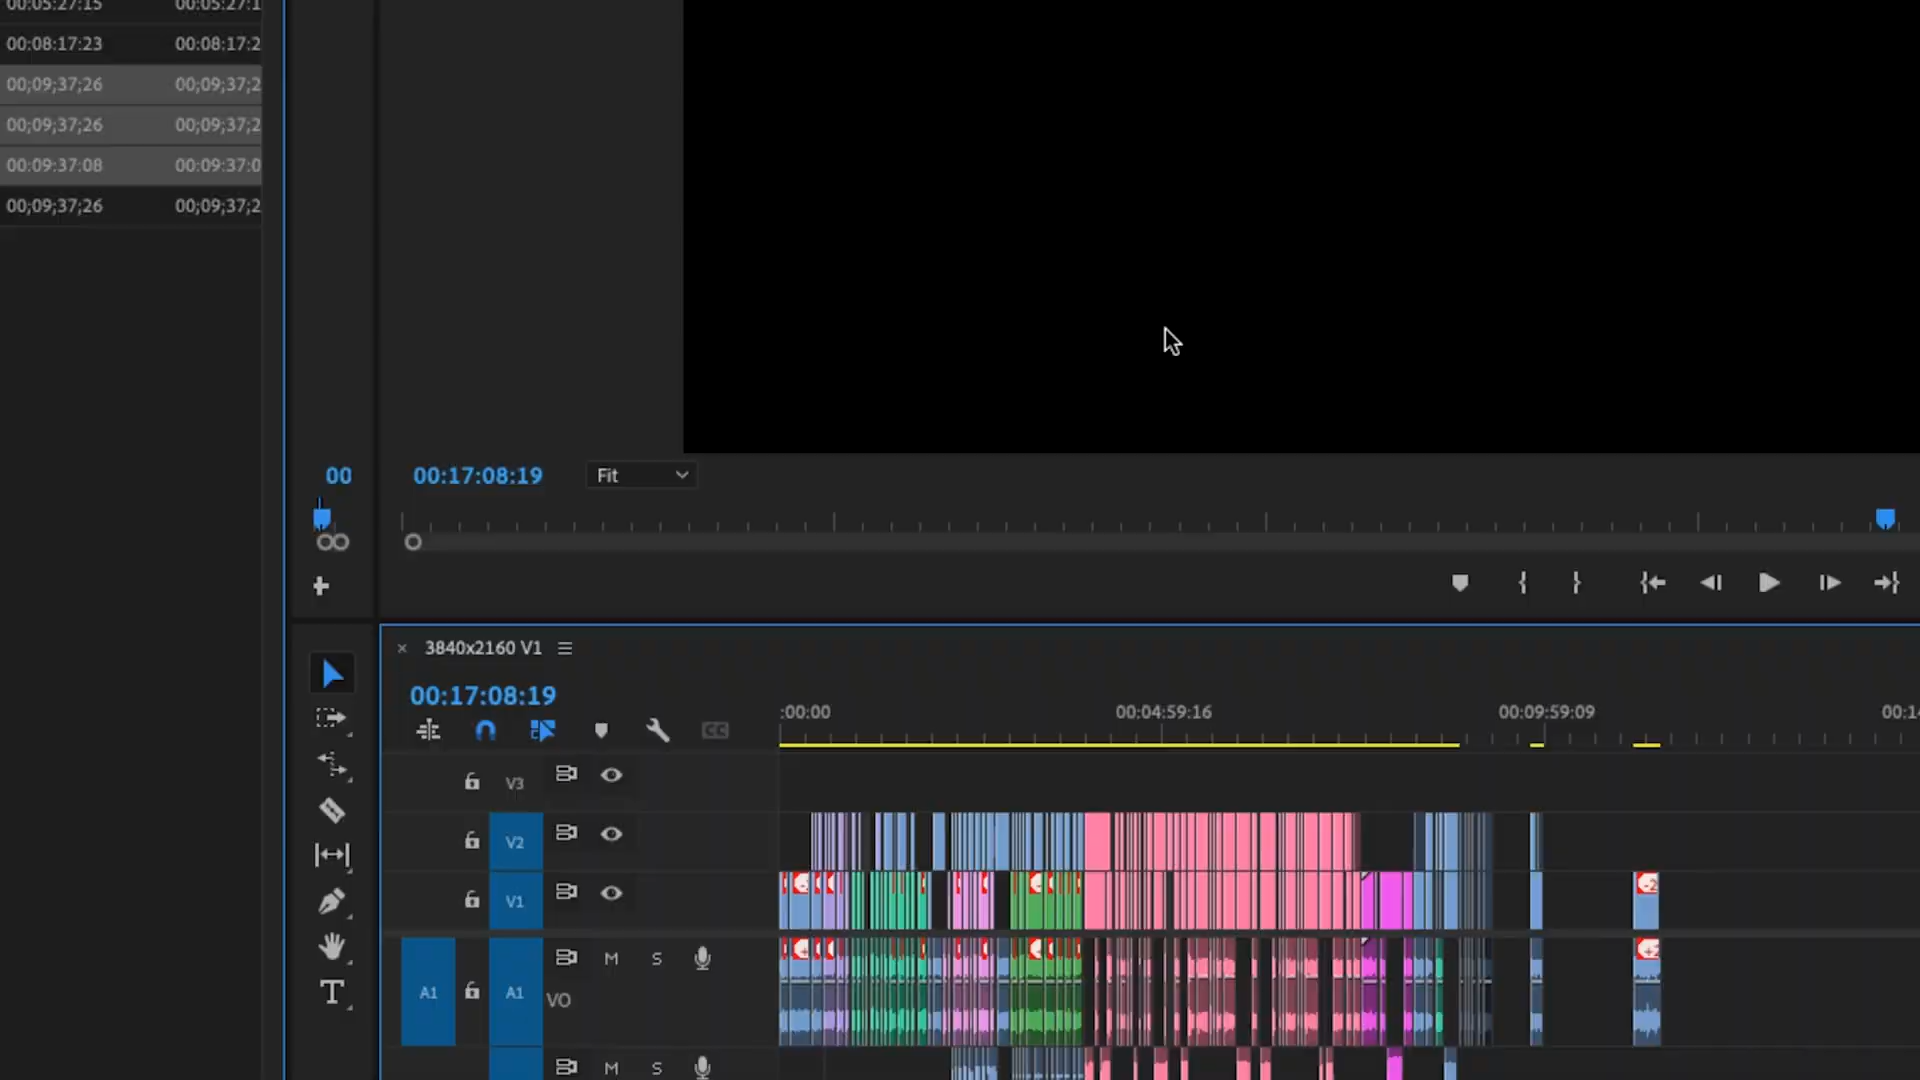 00:05:27:15 00:05:27:1
00:08:17:23 00:08:17:2
00;09;37;26 00;09;37;2
00;09;37;26 00;09;37;2
00:09:37:08 00:09:37:0
00;09;37;26 00;09;37;2
00 00:17:08:19 Fit
3840x2160 V1
00:17:08:19
:00:00 00:04:59:16 00:09:59:09 00:14
CC
V3
V2
V1
A1 A1 M S
VO
M S
T